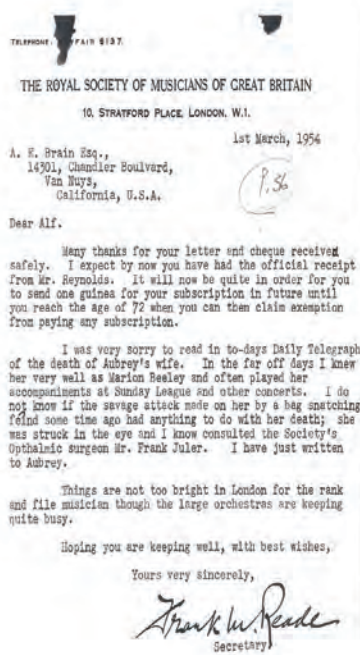 TELEPHONE: FAIR 6137.
THE ROYAL SOCIETY OF MUSICIANS OF GREAT BRITAIN
10. STRATFORD PLACE, LONDON. W.1.
1st March, 1954
A. E. Brain Esq.,
14301, Chandler Boulvard,
Van Nuys,
California, U.S.A.
P.56
Dear Alf.
Many thanks for your letter and cheque received
safely. I expect by now you have had the official receipt
from Mr. Reynolds. It will now be quite in order for you
to send one guinea for your subscription in future until
you reach the age of 72 when you can them claim exemption
from paying any subscription.
I was very sorry to read in to-days Daily Telegraph
of the death of Aubrey's wife. In the far off days I knew
her very well as Marion Beeley and often played her
accompaniments at Sunday League and other concerts. I do
not know if the savage attack made on her by a bag snatching
feind some time ago had anything to do with her death; she
was struck in the eye and I know consulted the Society's
Opthalmic surgeon Mr. Frank Juler. I have just written
to Aubrey.
Things are not too bright in London for the rank
and file musician though the large orchestras are keeping
quite busy.
Hoping you are keeping well, with best wishes,
Yours very sincerely,
Frank W. Reade
Secretary